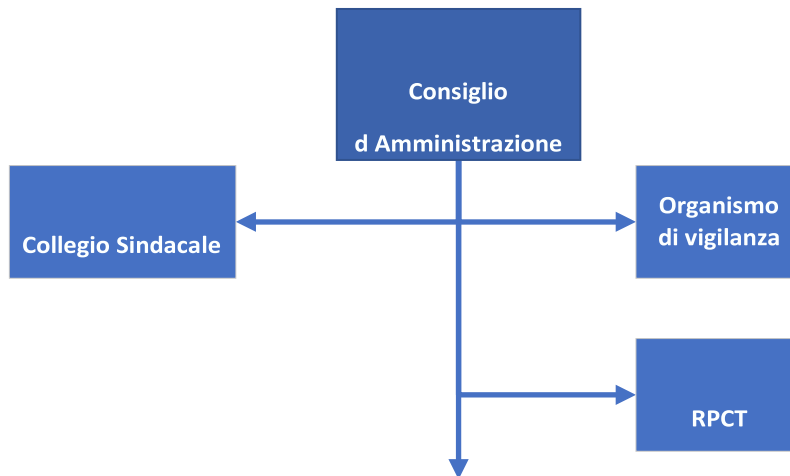 Consiglio
d Amministrazione
Collegio Sindacale
Organismo
di vigilanza
RPCT